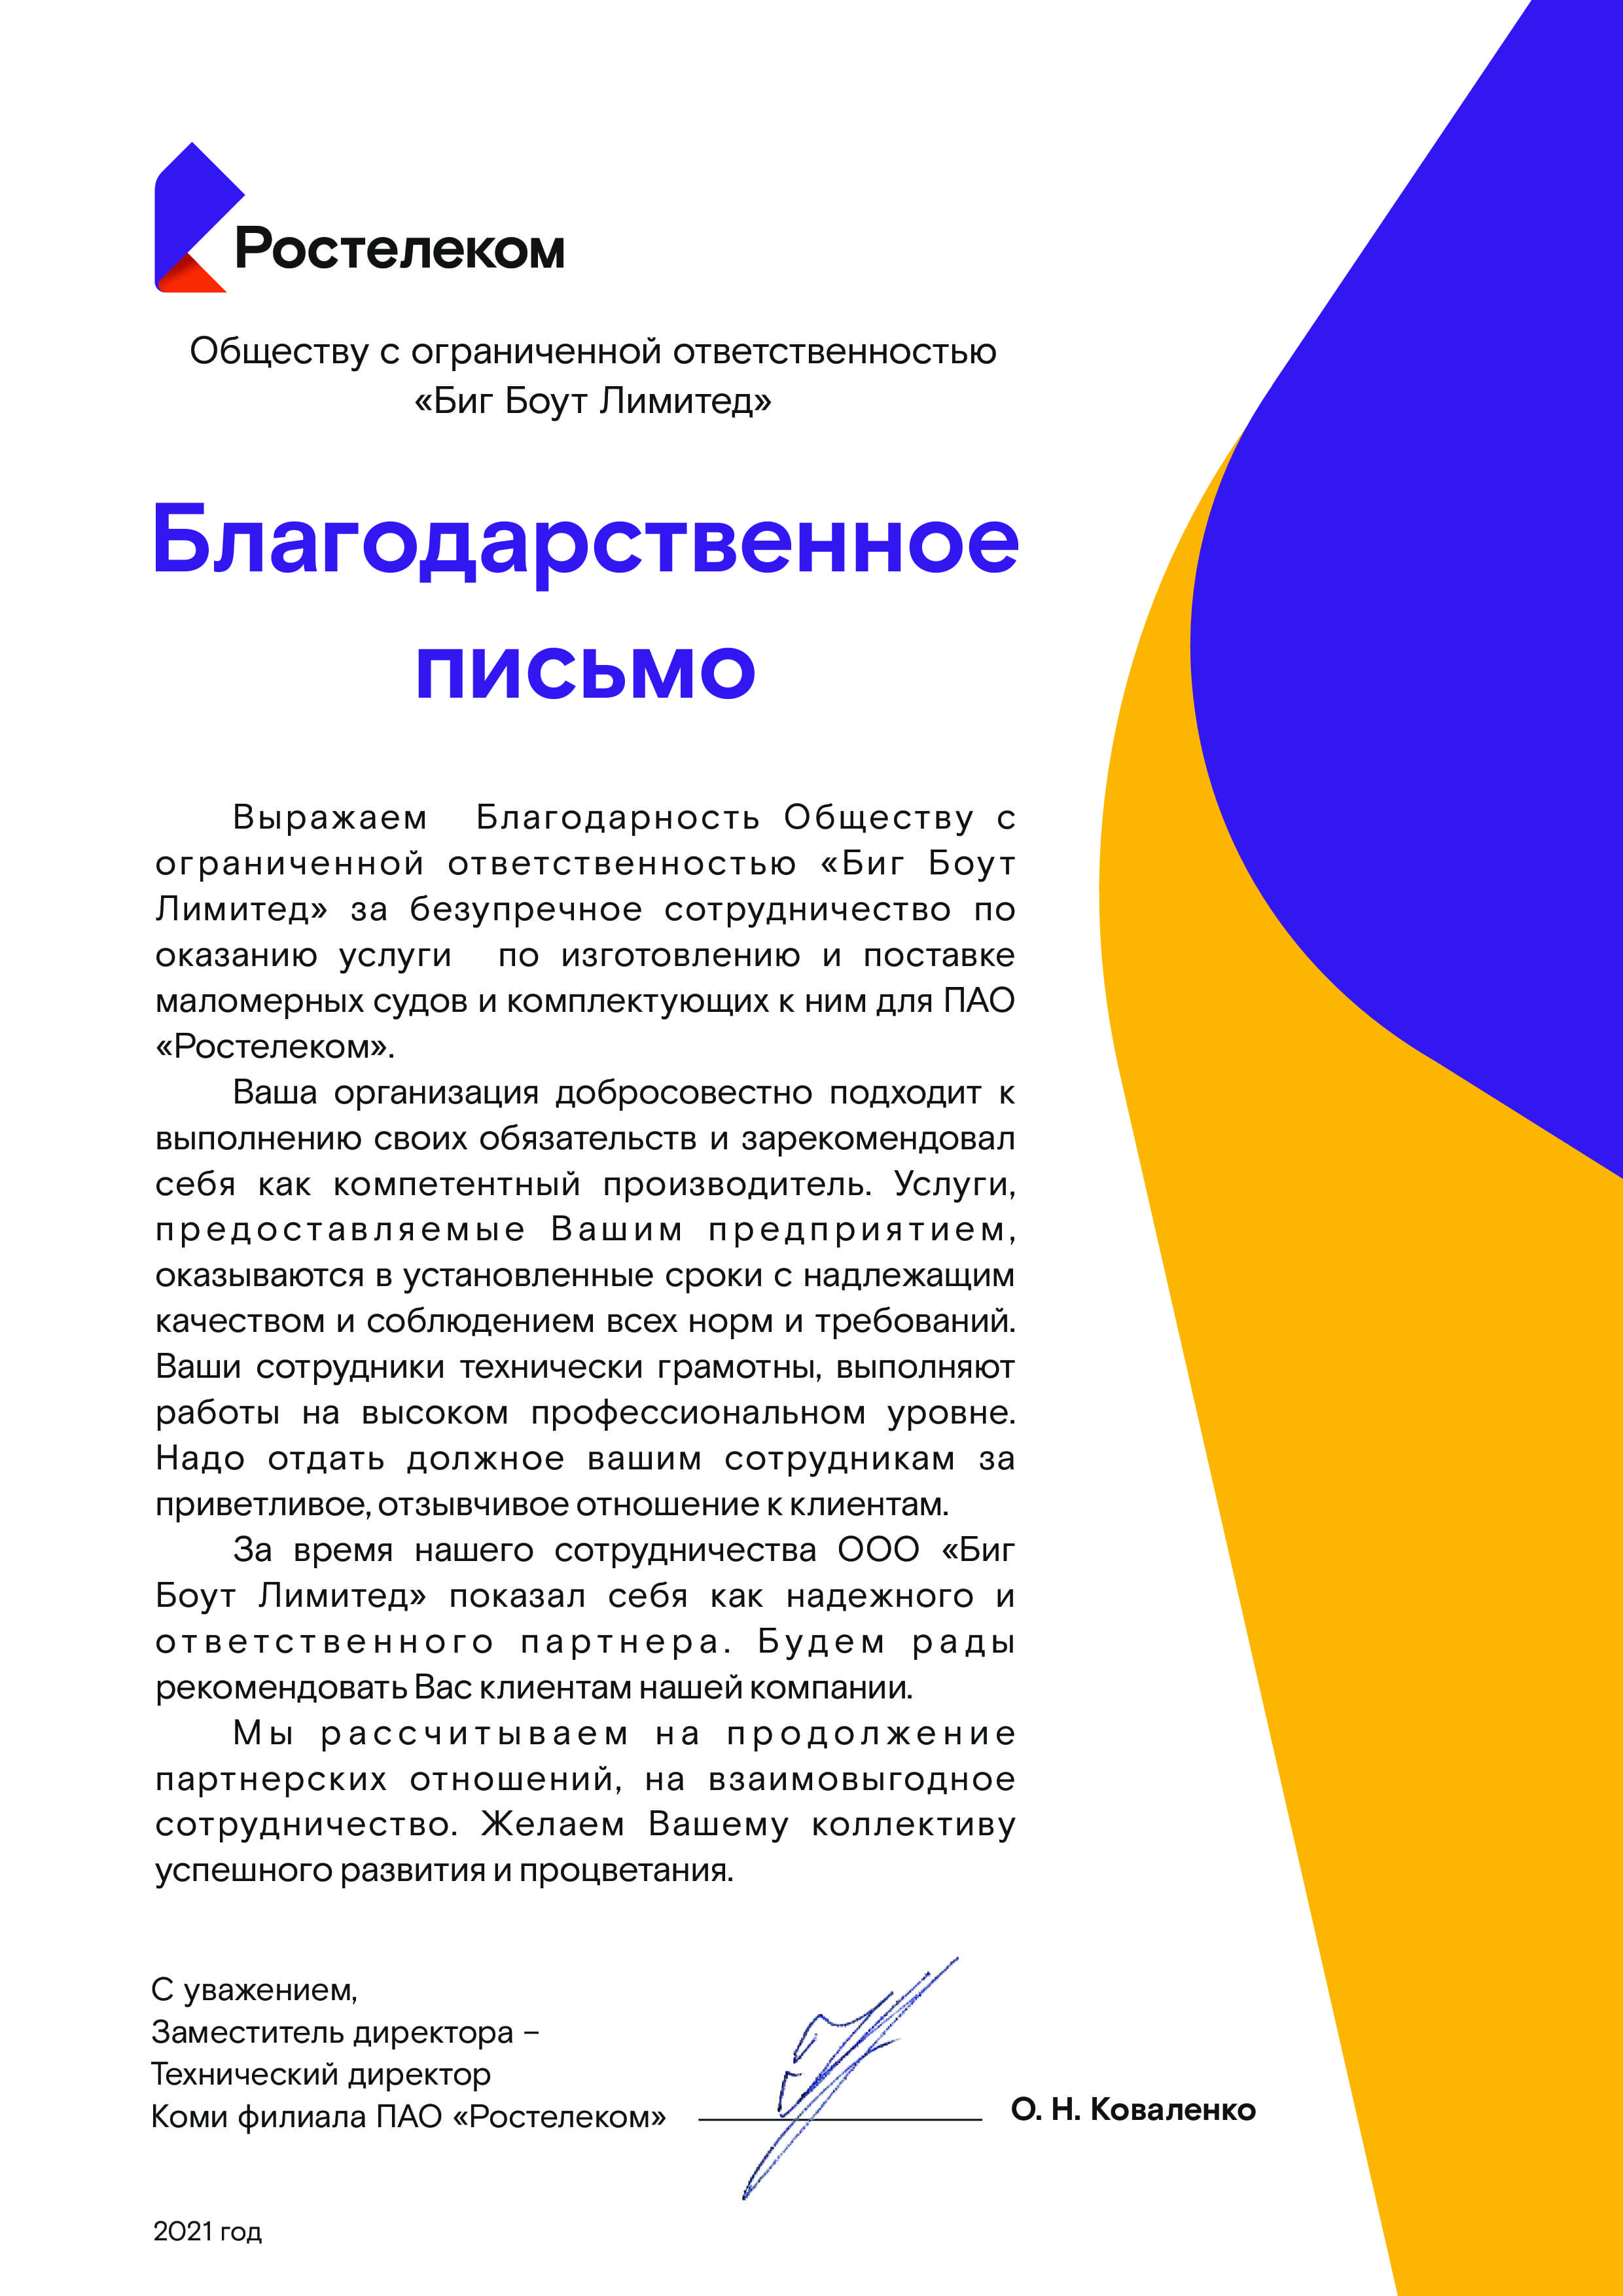 Ростелеком
Обществу с ограниченной ответственностью
«Биг Боут Лимитед»
Благодарственное
письмо
Выражаем Благодарность Обществу с
ограниченной ответственностью «Биг Боут
Лимитед» за безупречное сотрудничество по
оказанию услуги по изготовлению и поставке
маломерных судов и комплектующих к ним для ПАО
«Ростелеком».
Ваша организация добросовестно подходит к
выполнению своих обязательств и зарекомендовал
себя как компетентный производитель. Услуги,
предоставляемые Вашим предприятием,
оказываются в установленные сроки с надлежащим
качеством и соблюдением всех норм и требований.
Ваши сотрудники технически грамотны, выполняют
работы на высоком профессиональном уровне.
Надо отдать должное вашим сотрудникам за
приветливое, отзывчивое отношение к клиентам.
За время нашего сотрудничества ООО «Биг
Боут Лимитед» показал себя как надежного и
ответственного партнера. Будем рады
рекомендовать Вас клиентам нашей компании.
Мы рассчитываем на продолжение
партнерских отношений, на взаимовыгодное
сотрудничество. Желаем Вашему коллективу
успешного развития и процветания.
С уважением,
Заместитель директора –
Технический директор
Коми филиала ПАО «Ростелеком»
О. Н. Коваленко
2021 год